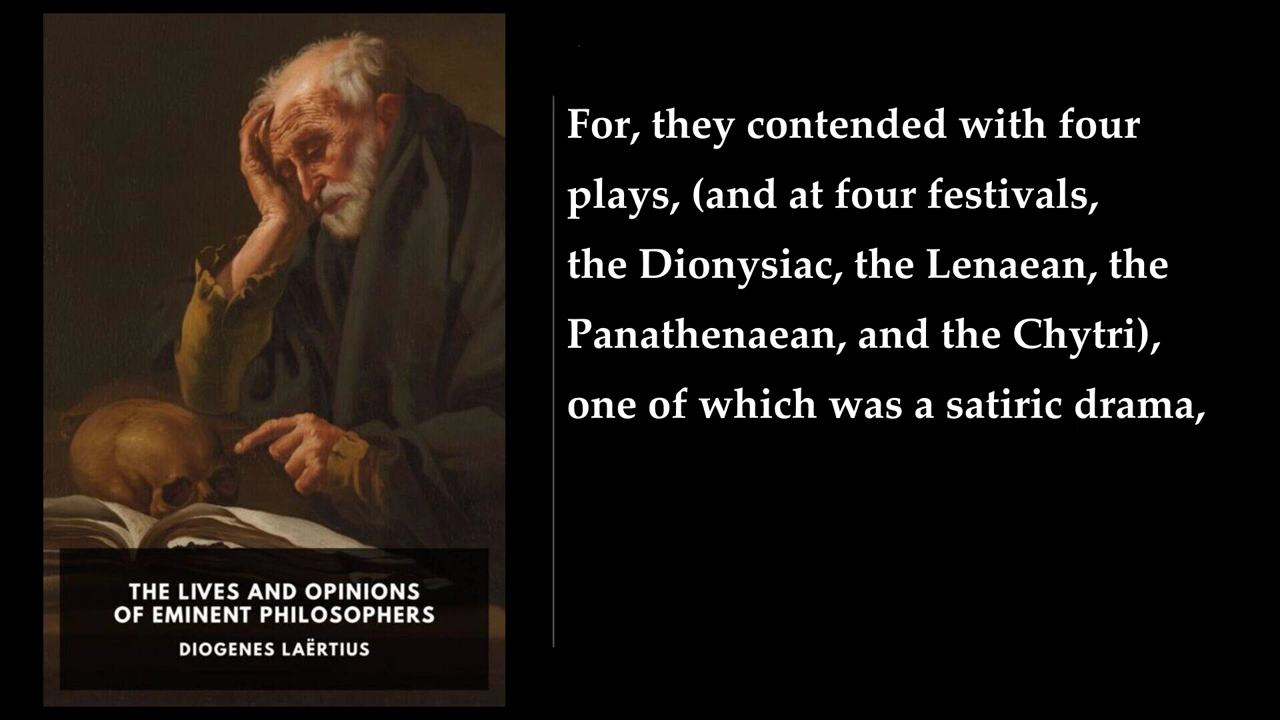 THE LIVES AND OPINIONS
OF EMINENT PHILOSOPHERS
DIOGENES LAËRTIUS
For, they contended with four
plays, (and at four festivals,
the Dionysiac, the Lenaean, the
Panathenaean, and the Chytri),
one of which was a satiric drama,